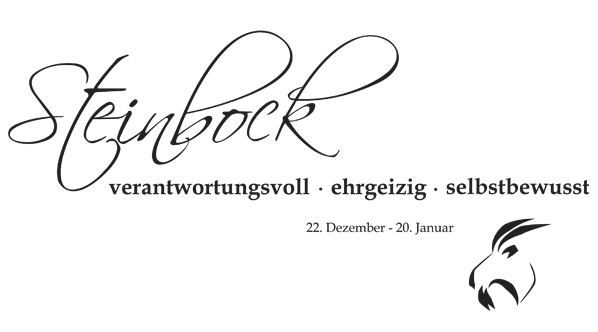 Steinbock
verantwortungsvoll · ehrgeizig · selbstbewusst
22. Dezember - 20. Januar